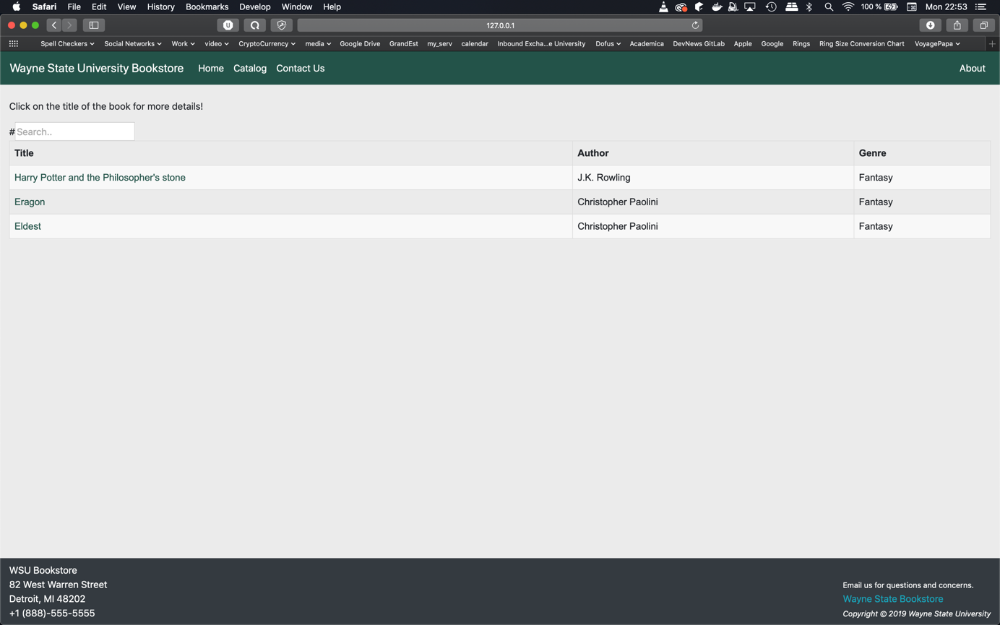 Safari File Edit View History Bookmarks Develop Window Help 100 % Mon 22:53
127.0.0.1
Spell Checkers Social Networks Work video CryptoCurrency media Google Drive GrandEst my_serv calendar Inbound Excha...e University Dofus Academica DevNews GitLab Apple Google Rings Ring Size Conversion Chart VoyagePapa
Wayne State University Bookstore Home Catalog Contact Us About
Click on the title of the book for more details!
#Search..
Title Author Genre
Harry Potter and the Philosopher's stone J.K. Rowling Fantasy
Eragon Christopher Paolini Fantasy
Eldest Christopher Paolini Fantasy
WSU Bookstore
82 West Warren Street
Detroit, MI 48202
+1 (888)-555-5555
Email us for questions and concerns.
Wayne State Bookstore
Copyright © 2019 Wayne State University